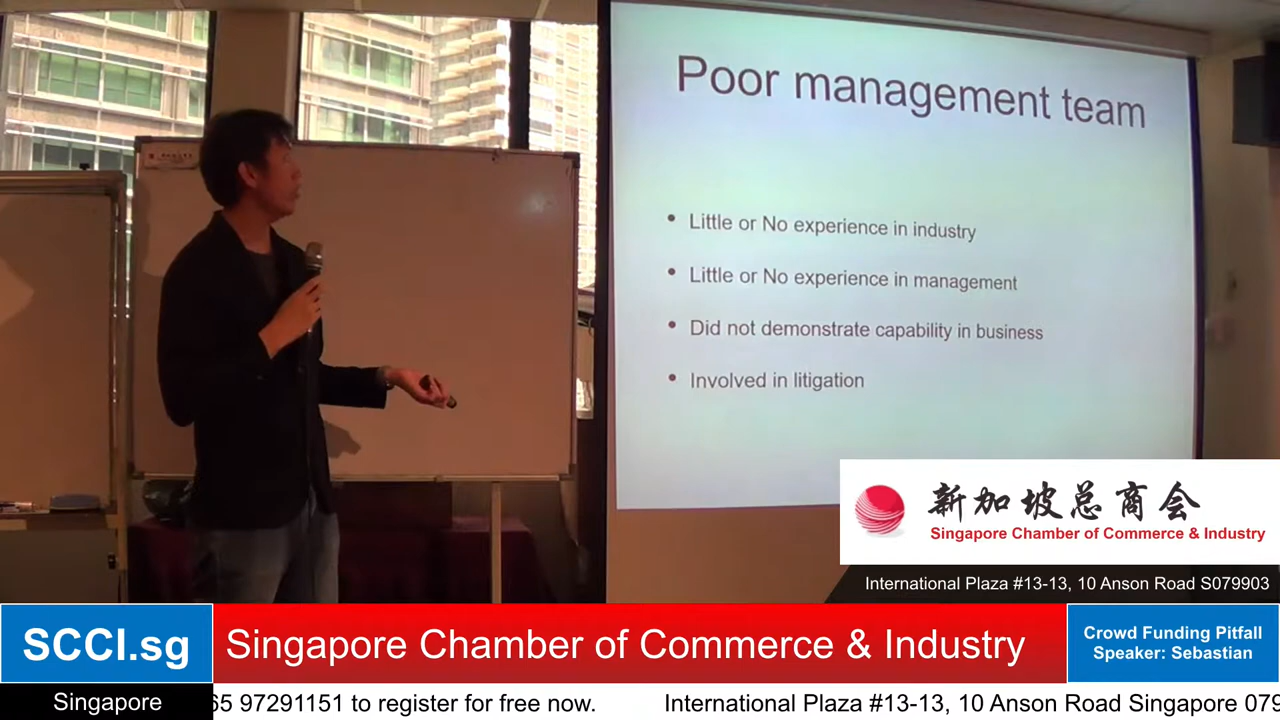 Poor management team
• Little or No experience in industry
• Little or No experience in management
• Did not demonstrate capability in business
• Involved in litigation
新加坡总商会
Singapore Chamber of Commerce & Industry
International Plaza #13-13, 10 Anson Road S079903
SCCI.sg
Singapore Chamber of Commerce & Industry
Crowd Funding Pitfall
Speaker: Sebastian
Singapore
65 97291151 to register for free now. International Plaza #13-13, 10 Anson Road Singapore 079